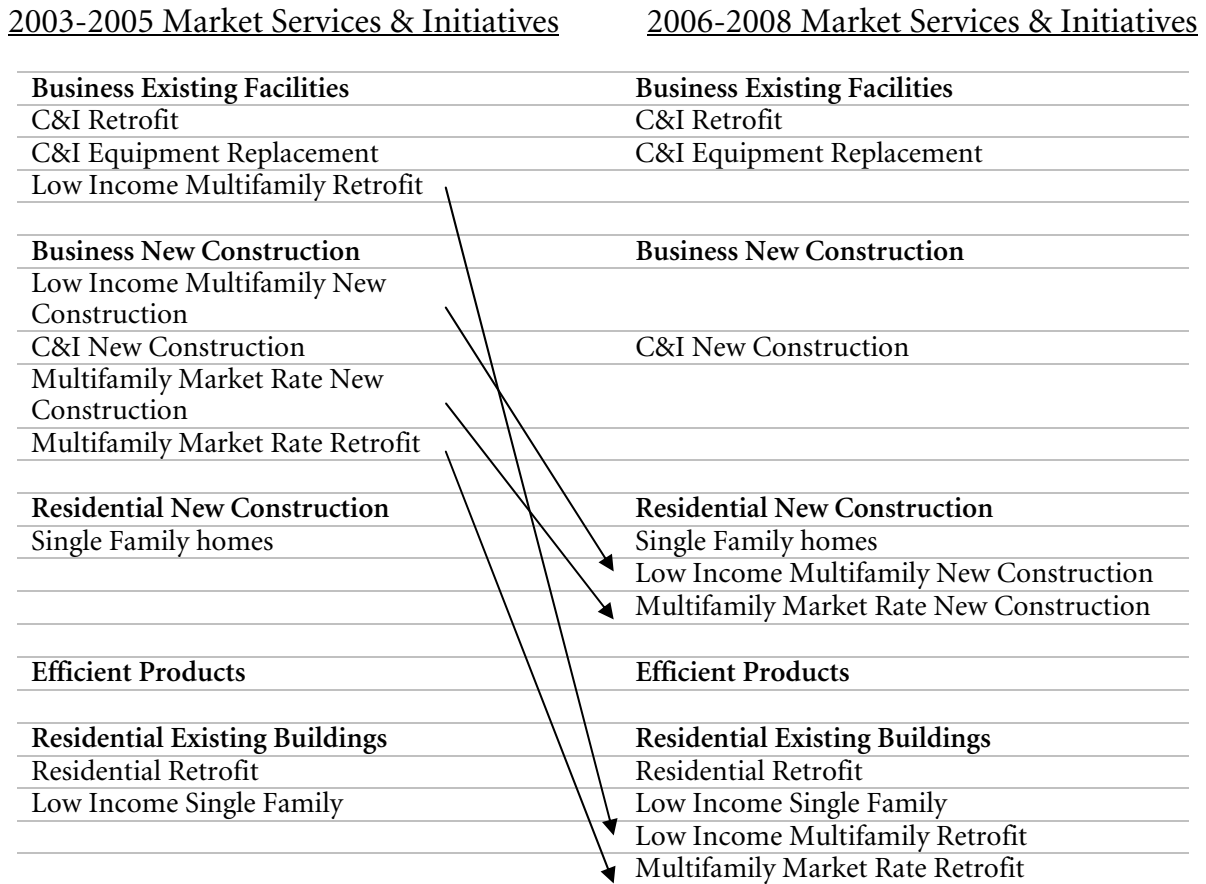 2003-2005 Market Services & Initiatives
2006-2008 Market Services & Initiatives
Business Existing Facilities
C&I Retrofit
C&I Equipment Replacement
Low Income Multifamily Retrofit
Business New Construction
Low Income Multifamily New
Construction
C&I New Construction
Multifamily Market Rate New
Construction
Multifamily Market Rate Retrofit
Residential New Construction
Single Family homes
Efficient Products
Residential Existing Buildings
Residential Retrofit
Low Income Single Family
Business Existing Facilities
C&I Retrofit
C&I Equipment Replacement
Business New Construction
C&I New Construction
Residential New Construction
Single Family homes
Low Income Multifamily New Construction
Multifamily Market Rate New Construction
Efficient Products
Residential Existing Buildings
Residential Retrofit
Low Income Single Family
Low Income Multifamily Retrofit
Multifamily Market Rate Retrofit